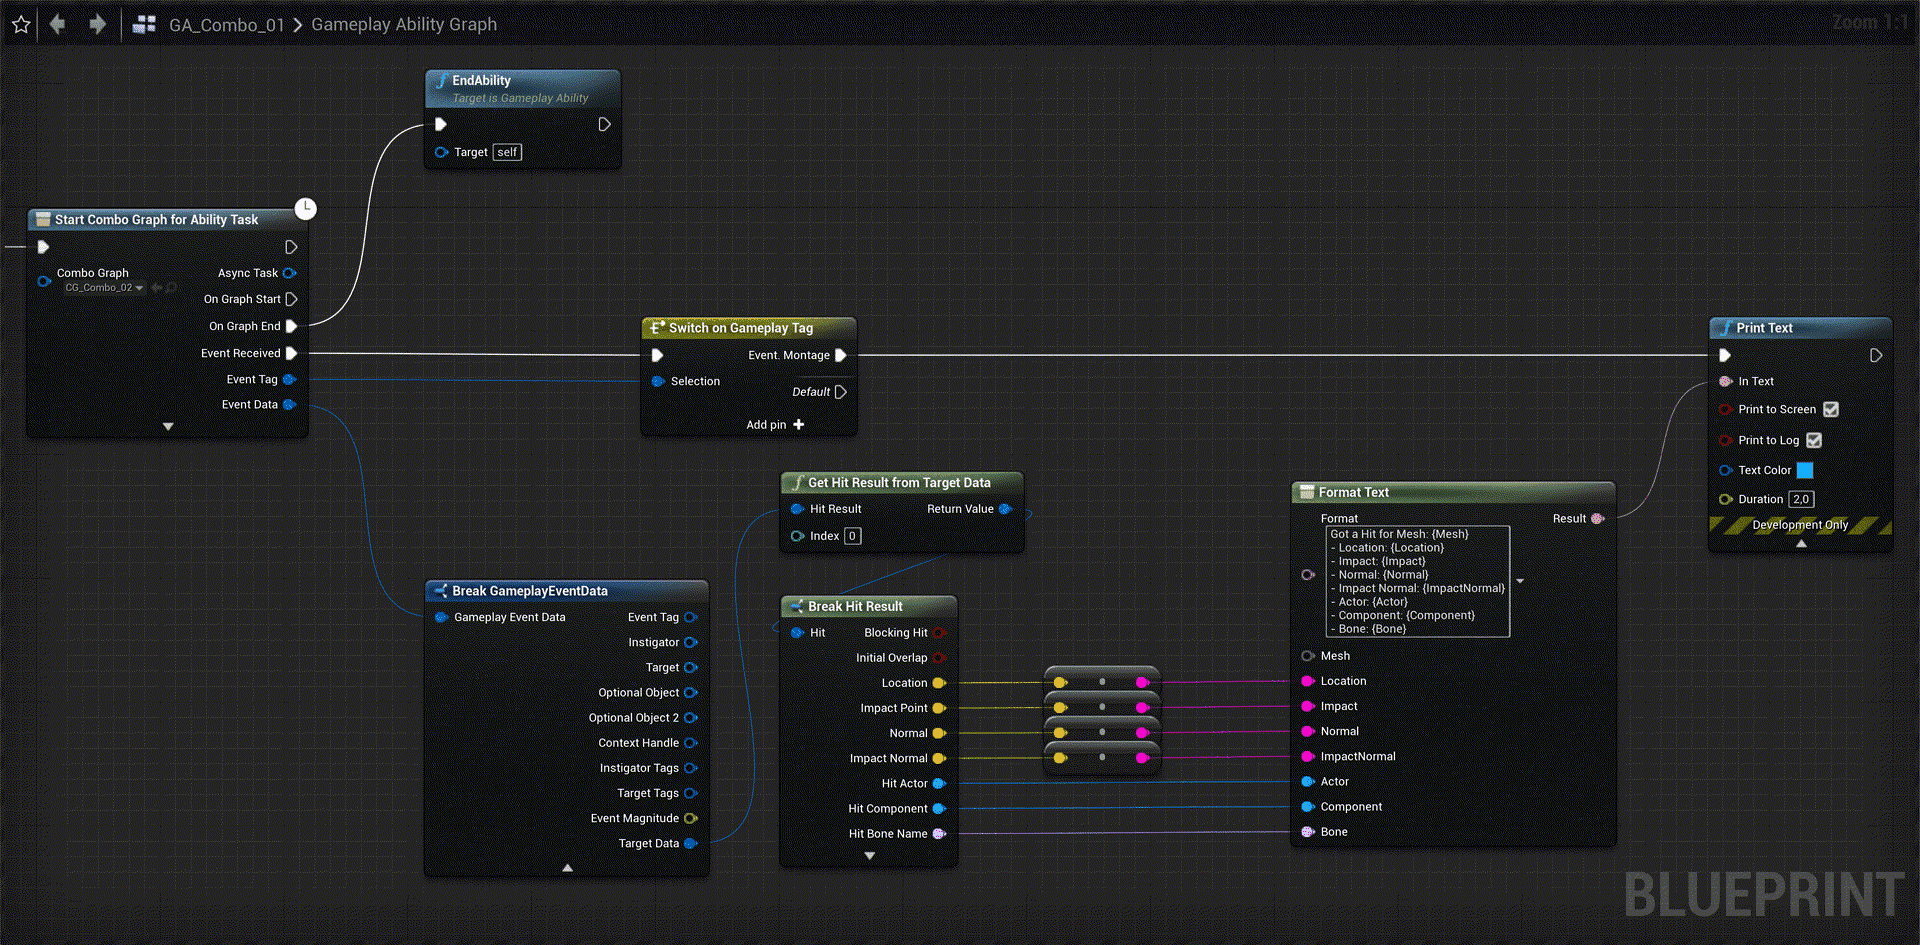 GA_Combo_01 > Gameplay Ability Graph
Zoom 1:1
EndAbility
Target is Gameplay Ability
Target self
Start Combo Graph for Ability Task
Combo Graph
CG_Combo_02
Async Task
On Graph Start
On Graph End
Event Received
Event Tag
Event Data
Switch on Gameplay Tag
Event. Montage
Selection
Default
Add pin
Print Text
In Text
Print to Screen
Print to Log
Text Color
Duration 2,0
Development Only
Get Hit Result from Target Data
Hit Result
Return Value
Index 0
Format Text
Format
Result
Got a Hit for Mesh: {Mesh}
- Location: {Location}
- Impact: {Impact}
- Normal: {Normal}
- Impact Normal: {ImpactNormal}
- Actor: {Actor}
- Component: {Component}
- Bone: {Bone}
Mesh
Location
Impact
Normal
ImpactNormal
Actor
Component
Bone
Break GameplayEventData
Gameplay Event Data
Event Tag
Instigator
Target
Optional Object
Optional Object 2
Context Handle
Instigator Tags
Target Tags
Event Magnitude
Target Data
Break Hit Result
Hit
Blocking Hit
Initial Overlap
Location
Impact Point
Normal
Impact Normal
Hit Actor
Hit Component
Hit Bone Name
BLUEPRINT